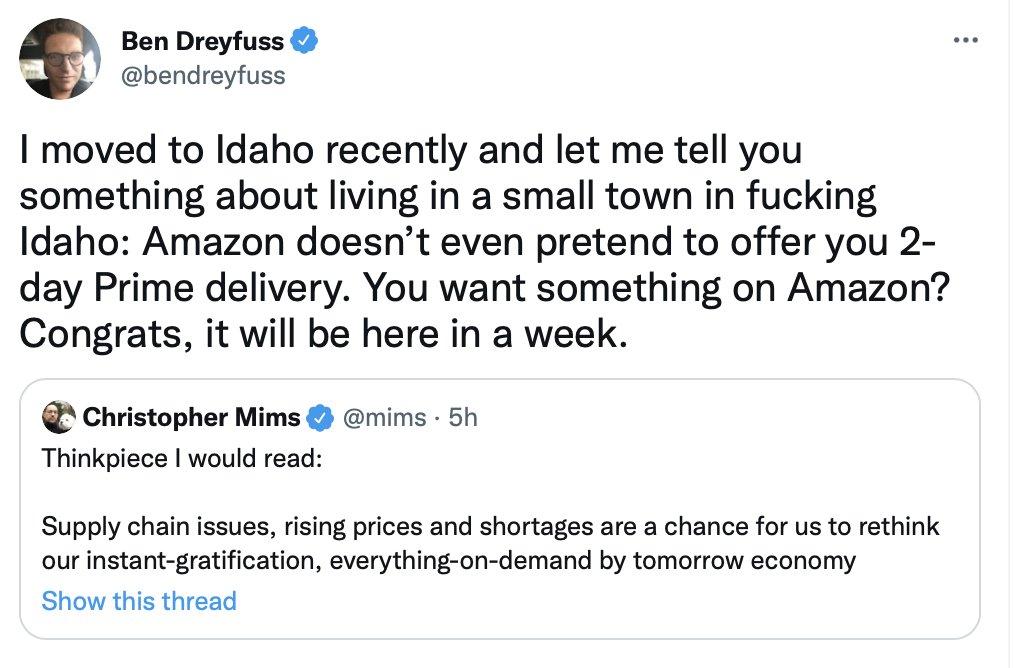 Ben Dreyfuss
@bendreyfuss
I moved to Idaho recently and let me tell you
something about living in a small town in fucking
Idaho: Amazon doesn’t even pretend to offer you 2-
day Prime delivery. You want something on Amazon?
Congrats, it will be here in a week.
Christopher Mims @mims · 5h
Thinkpiece I would read:
Supply chain issues, rising prices and shortages are a chance for us to rethink
our instant-gratification, everything-on-demand by tomorrow economy
Show this thread